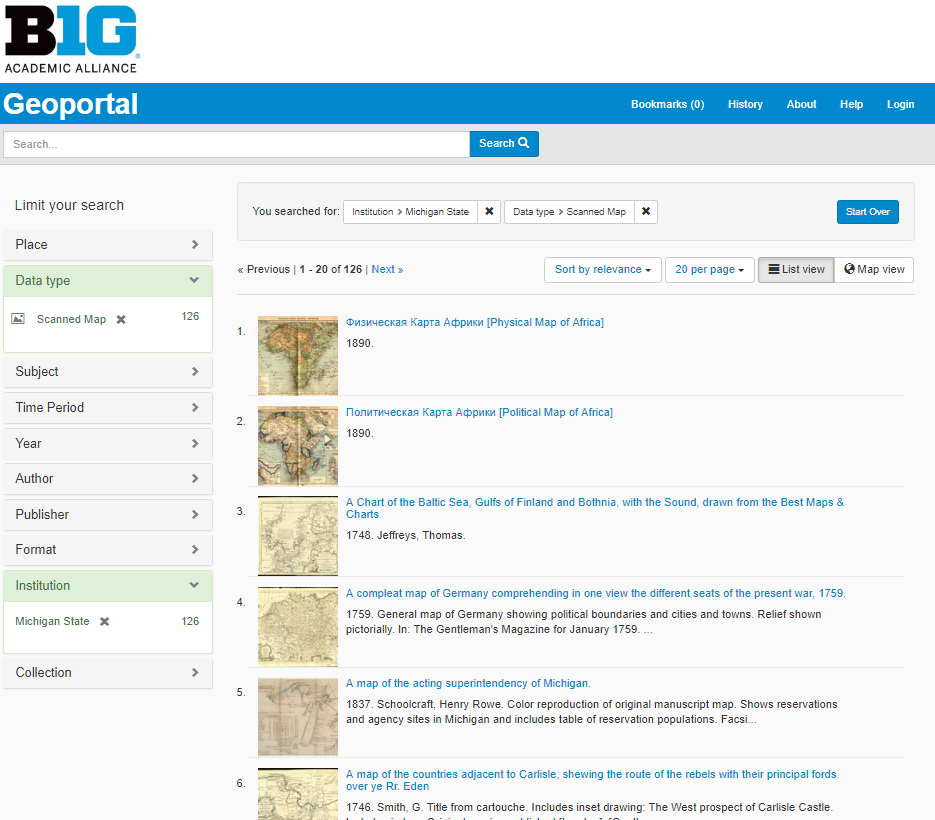 B1G
ACADEMIC ALLIANCE
Geoportal
Bookmarks (0) History About Help Login
Search...
Search
Limit your search
Place
Data type
Scanned Map 126
Subject
Time Period
Year
Author
Publisher
Format
Institution
Michigan State 126
Collection
You searched for: Institution > Michigan State ✖ Data type > Scanned Map ✖ Start Over
« Previous | 1 - 20 of 126 | Next » Sort by relevance 20 per page List view Map view
1. Физическая Карта Африки [Physical Map of Africa]
1890.
2. Политическая Карта Африки [Political Map of Africa]
1890.
3. A Chart of the Baltic Sea, Gulfs of Finland and Bothnia, with the Sound, drawn from the Best Maps &
Charts
1748. Jeffreys, Thomas.
4. A compleat map of Germany comprehending in one view the different seats of the present war, 1759.
1759. General map of Germany showing political boundaries and cities and towns. Relief shown
pictorially. In: The Gentleman's Magazine for January 1759. ...
5. A map of the acting superintendency of Michigan.
1837. Schoolcraft, Henry Rowe. Color reproduction of original manuscript map. Shows reservations
and agency sites in Michigan and includes table of reservation populations. Facsi...
6. A map of the countries adjacent to Carlisle, shewing the route of the rebels with their principal fords
over ye Rr. Eden
1746. Smith, G. Title from cartouche. Includes inset drawing: The West prospect of Carlisle Castle.